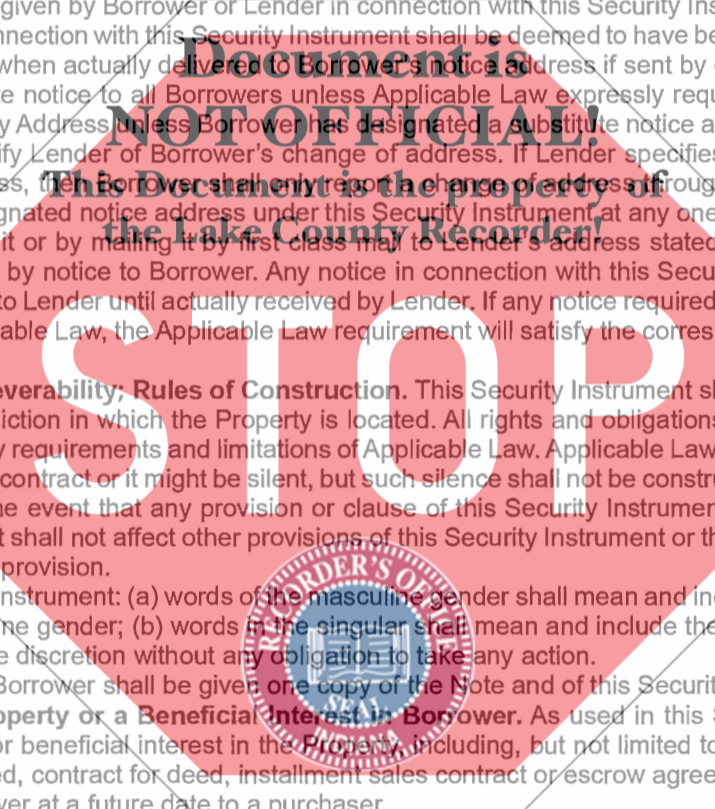 given by Borrower or Lender in connection with this Security Ins
nnection with this Security Instrument shall be deemed to have be
when actually delivered to Borrower's notice address if sent by
e notice to all Borrowers unless Applicable Law expressly requ
y Address unless Borrower has designated a substitute notice a
ify Lender of Borrower's change of address. If Lender specifies
ss, then Borrower shall only report a change of address throug
gnated notice address under this Security Instrument at any one
it or by mailing it by first class mail to Lender's address stated
by notice to Borrower. Any notice in connection with this Secu
to Lender until actually received by Lender. If any notice required
able Law, the Applicable Law requirement will satisfy the corres
everability; Rules of Construction. This Security Instrument sh
iction in which the Property is located. All rights and obligations
y requirements and limitations of Applicable Law. Applicable Law
contract or it might be silent, but such silence shall not be constru
he event that any provision or clause of this Security Instrumen
t shall not affect other provisions of this Security Instrument or th
provision.
nstrument: (a) words of the masculine gender shall mean and inc
ne gender; (b) words in the singular shall mean and include the
e discretion without any obligation to take any action.
Borrower shall be given one copy of the Note and of this Securit
operty or a Beneficial Interest in Borrower. As used in this S
or beneficial interest in the Property, including, but not limited to
ed, contract for deed, installment sales contract or escrow agree
ver at a future date to a purchaser.
Document is
NOT OFFICIAL!
This Document is the property of
the Lake County Recorder!
STOP
RECORDER'S OFFICE
SEAL
INDIANA